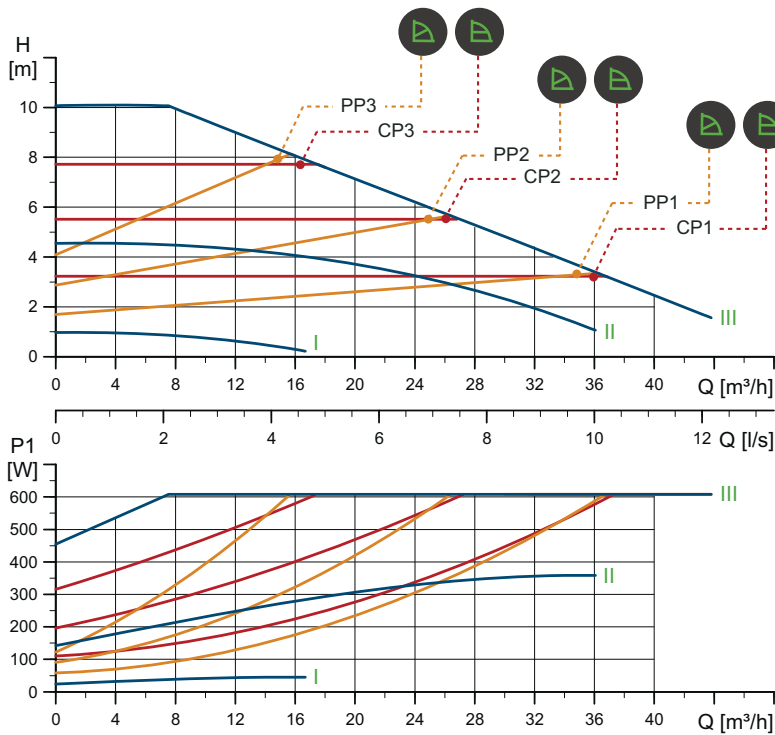 H
[m]
PP3
CP3
PP2
CP2
PP1
CP1
10
8
6
4
2
0
I
II
III
0 4 8 12 16 20 24 28 32 36 40 Q [m³/h]
0 2 4 6 8 10 12 Q [l/s]
P1
[W]
600
500
400
300
200
100
0
III
II
I
0 4 8 12 16 20 24 28 32 36 40 Q [m³/h]